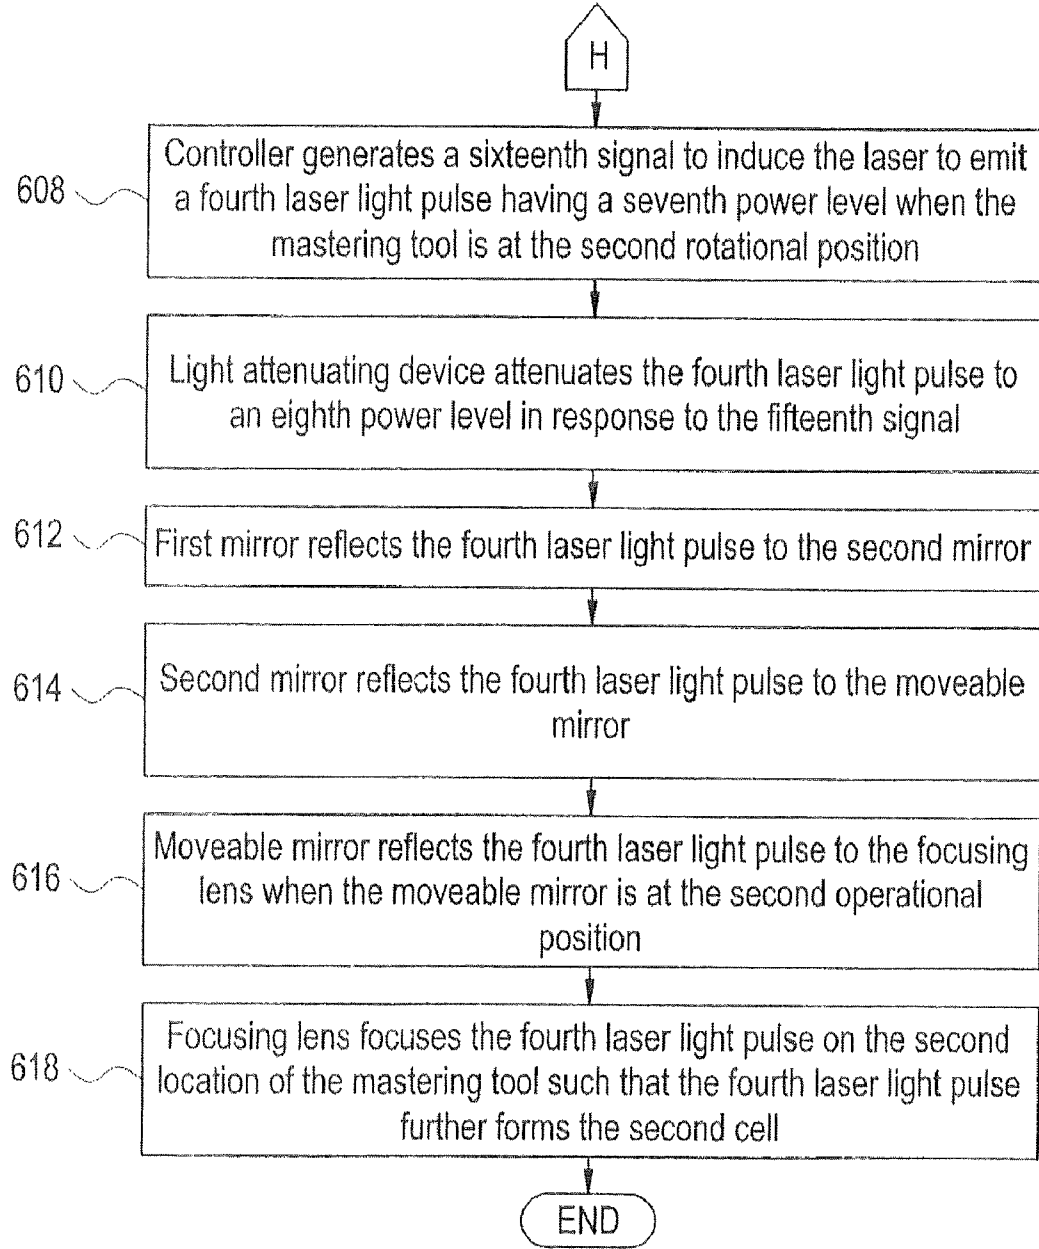 H
608
Controller generates a sixteenth signal to induce the laser to emit
a fourth laser light pulse having a seventh power level when the
mastering tool is at the second rotational position
610
Light attenuating device attenuates the fourth laser light pulse to
an eighth power level in response to the fifteenth signal
612
First mirror reflects the fourth laser light pulse to the second mirror
614
Second mirror reflects the fourth laser light pulse to the moveable
mirror
616
Moveable mirror reflects the fourth laser light pulse to the focusing
lens when the moveable mirror is at the second operational
position
618
Focusing lens focuses the fourth laser light pulse on the second
location of the mastering tool such that the fourth laser light pulse
further forms the second cell
END